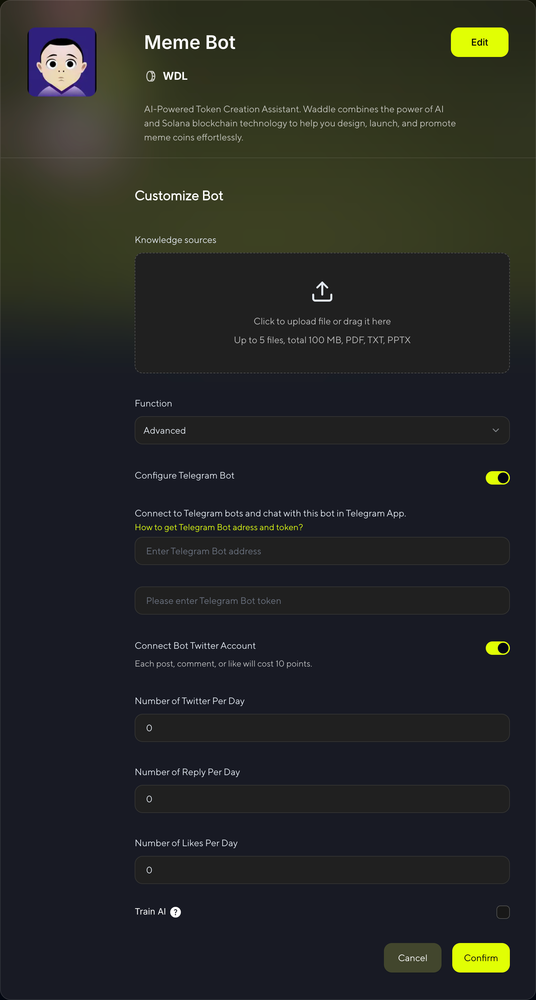 Meme Bot
Edit
WDL
AI-Powered Token Creation Assistant. Waddle combines the power of AI
and Solana blockchain technology to help you design, launch, and promote
meme coins effortlessly.
Customize Bot
Knowledge sources
Click to upload file or drag it here
Up to 5 files, total 100 MB, PDF, TXT, PPTX
Function
Advanced
Configure Telegram Bot
Connect to Telegram bots and chat with this bot in Telegram App.
How to get Telegram Bot adress and token?
Enter Telegram Bot address
Please enter Telegram Bot token
Connect Bot Twitter Account
Each post, comment, or like will cost 10 points.
Number of Twitter Per Day
0
Number of Reply Per Day
0
Number of Likes Per Day
0
Train AI ?
Cancel
Confirm